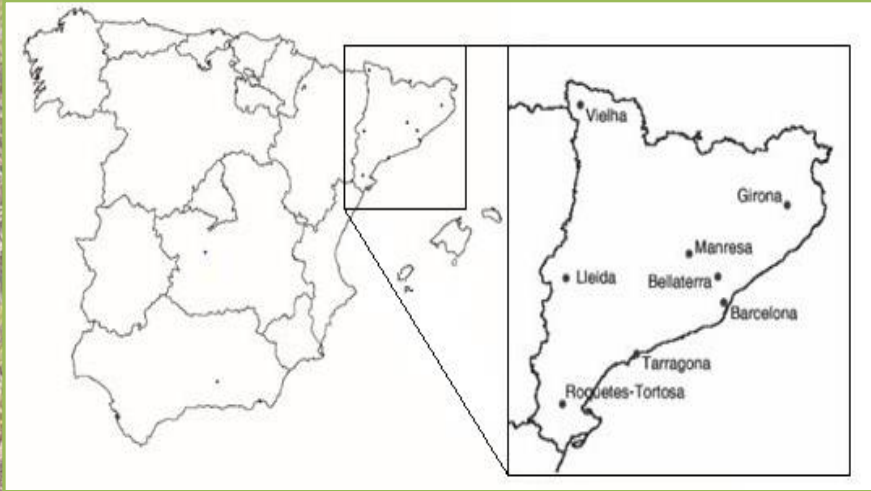 Vielha
Girona
Manresa
Lleida
Bellaterra
Barcelona
Tarragona
Roquetes-Tortosa